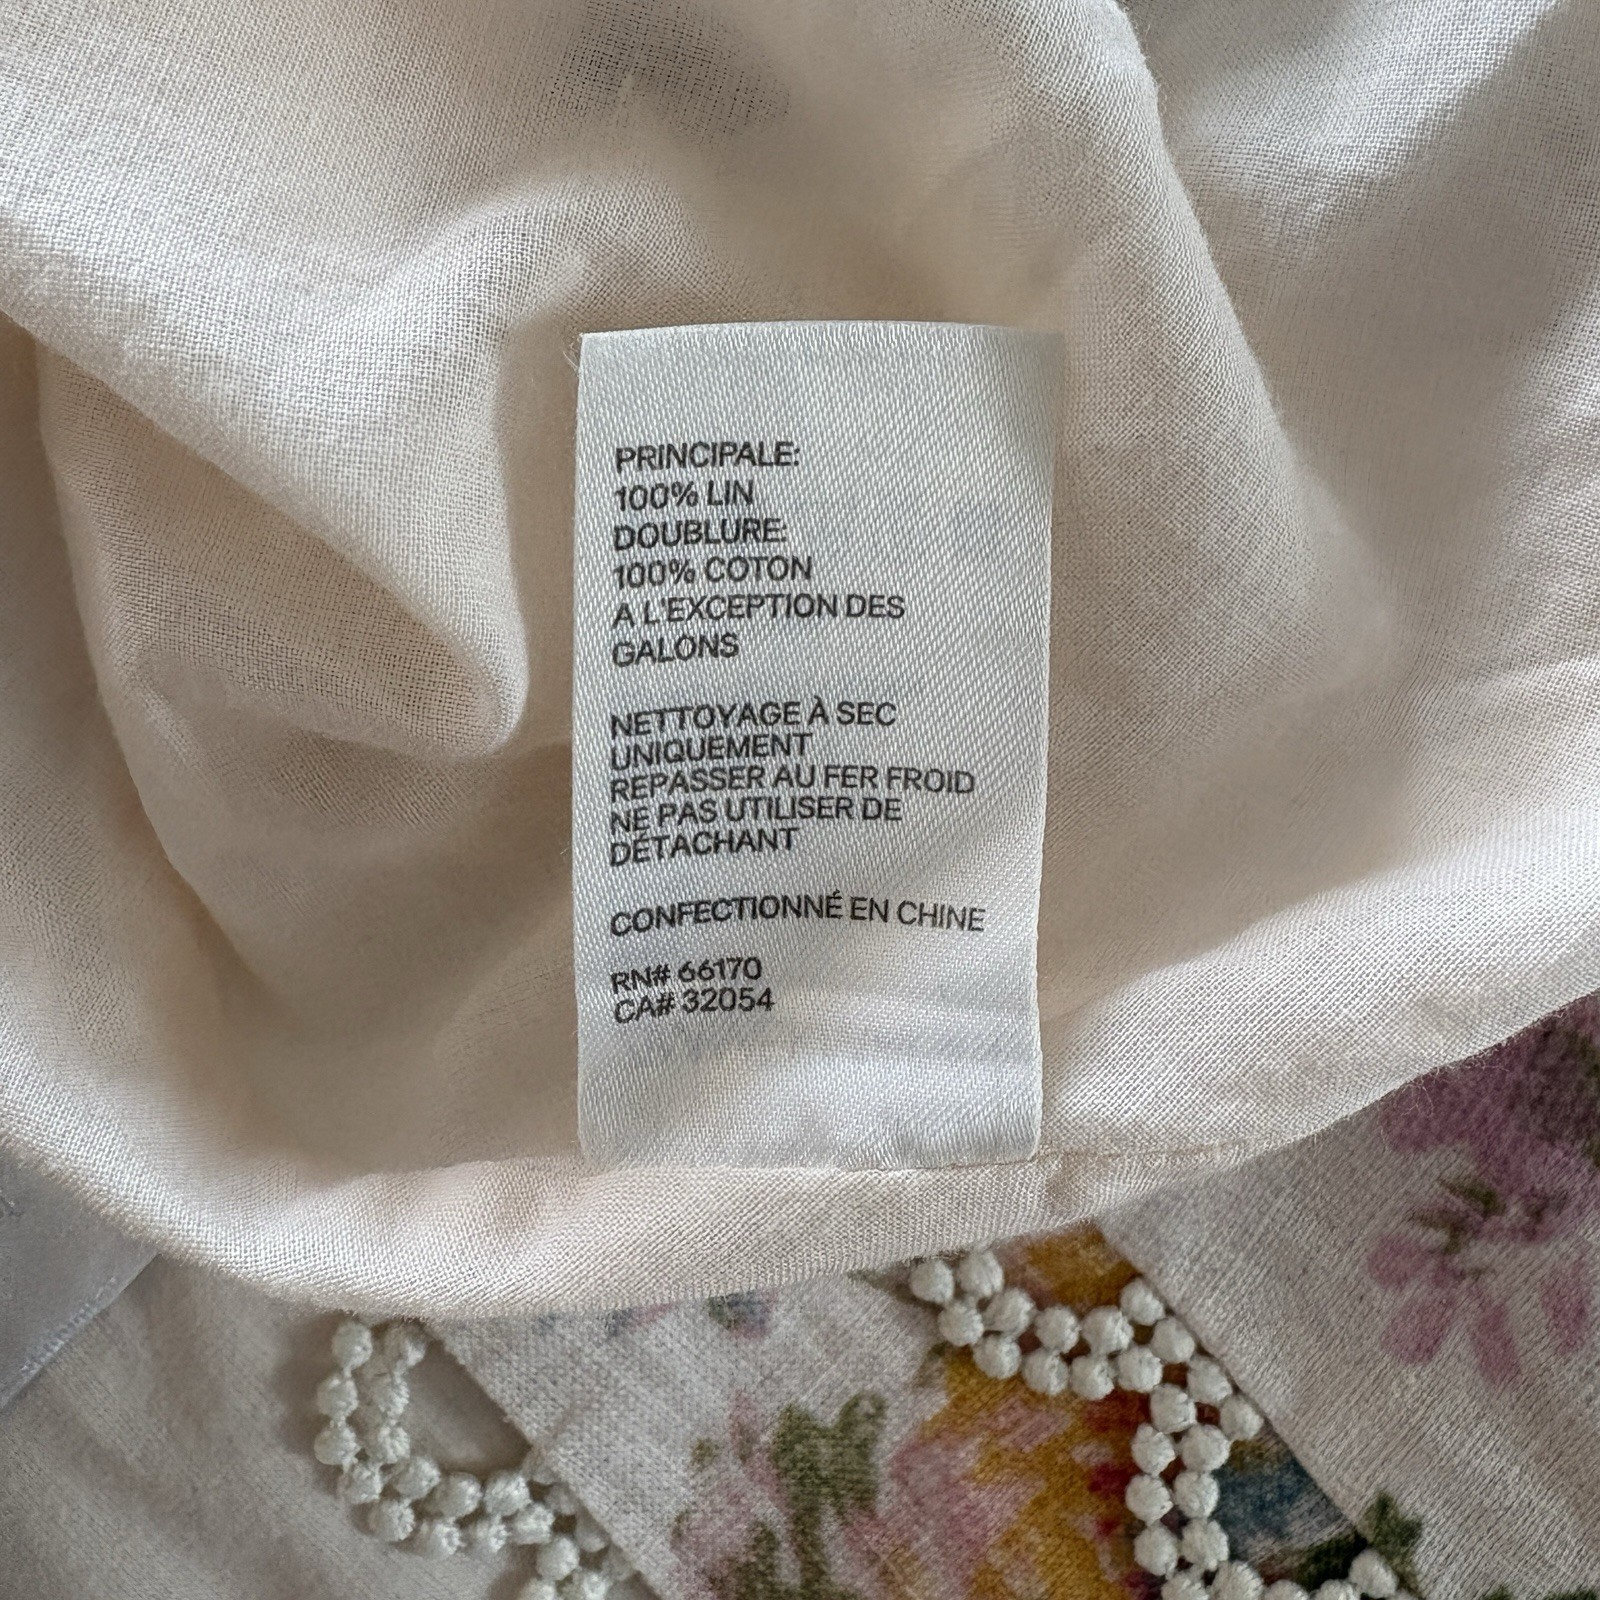 PRINCIPALE:
100% LIN
DOUBLURE:
100% COTON
A L'EXCEPTION DES
GALONS
NETTOYAGE À SEC
UNIQUEMENT
REPASSER AU FER FROID
NE PAS UTILISER DE
DÉTACHANT
CONFECTIONNÉ EN CHINE
RN# 66170
CA# 32054